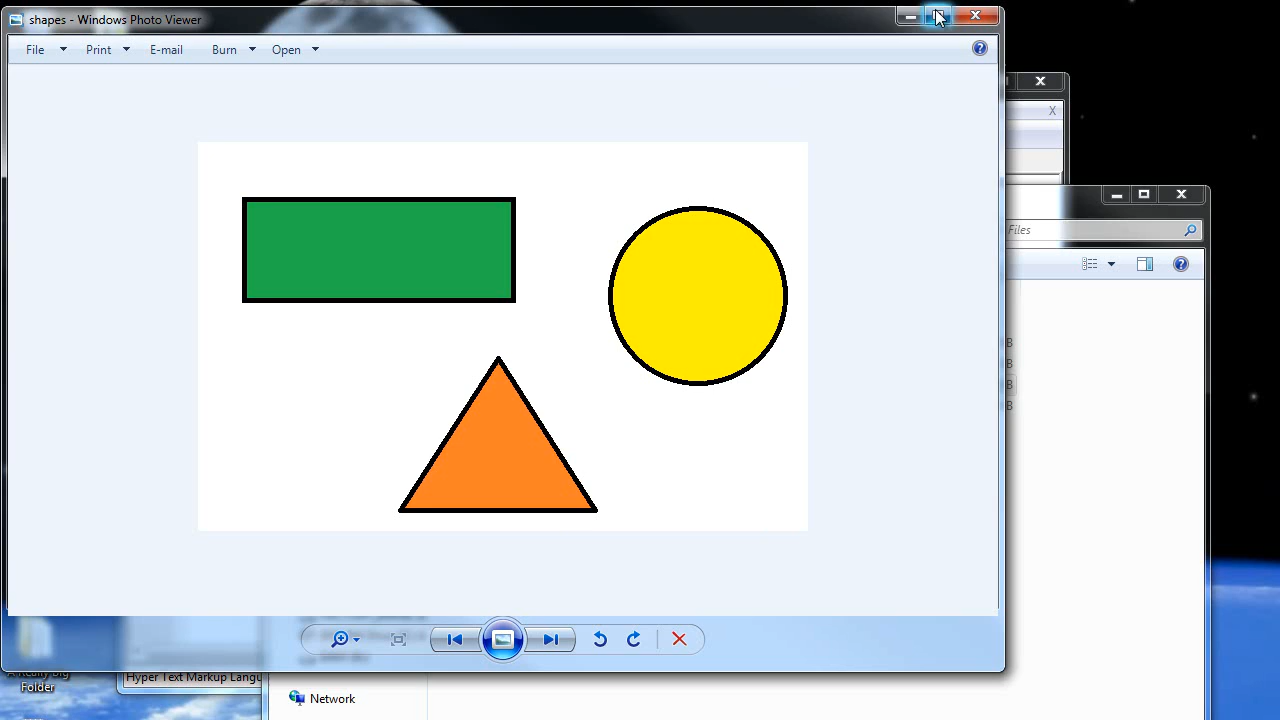 shapes - Windows Photo Viewer
File Print E-mail Burn Open
X
Files
B
B
B
B
A Really Big
Folder
Hyper Text Markup Langu
Network